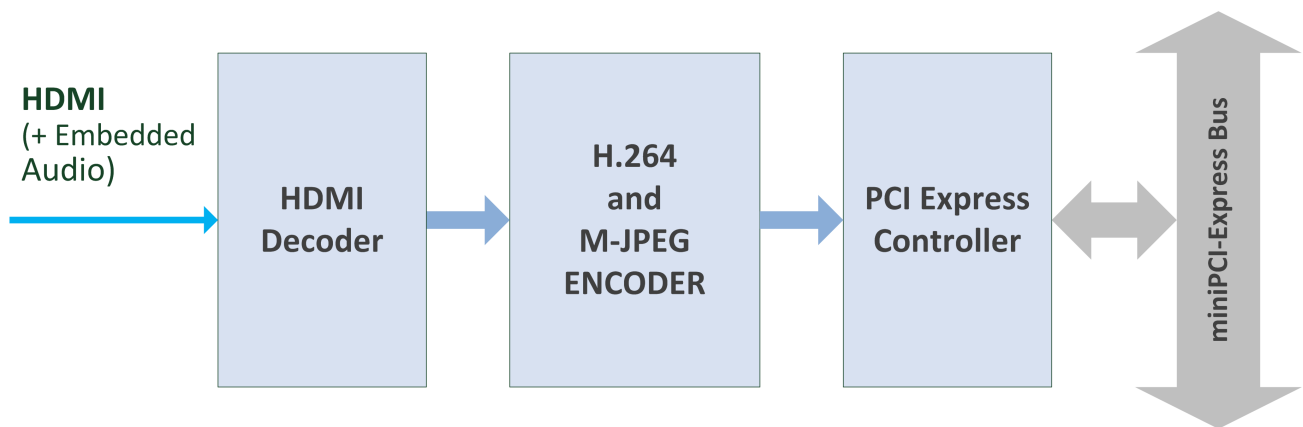 HDMI
(+ Embedded
Audio)
HDMI
Decoder
H.264
and
M-JPEG
ENCODER
PCI Express
Controller
miniPCI-Express Bus